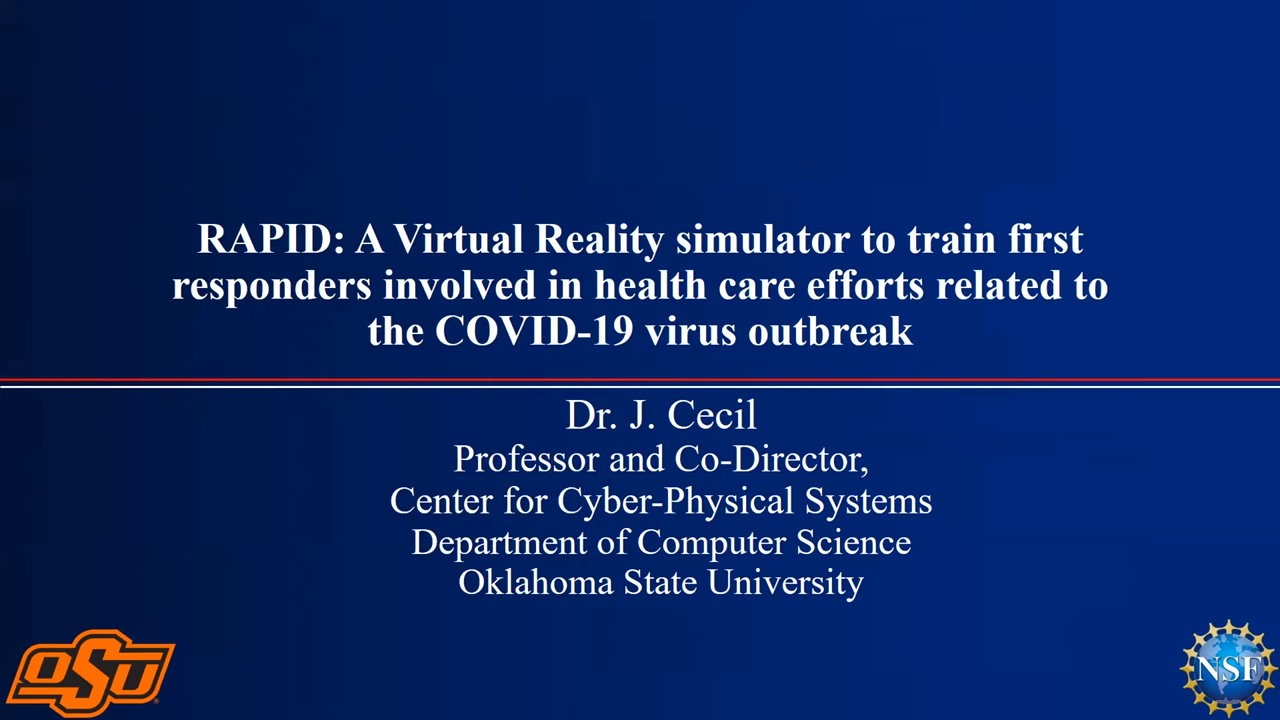 RAPID: A Virtual Reality simulator to train first
responders involved in health care efforts related to
the COVID-19 virus outbreak
Dr. J. Cecil
Professor and Co-Director,
Center for Cyber-Physical Systems
Department of Computer Science
Oklahoma State University
OSU
NSF